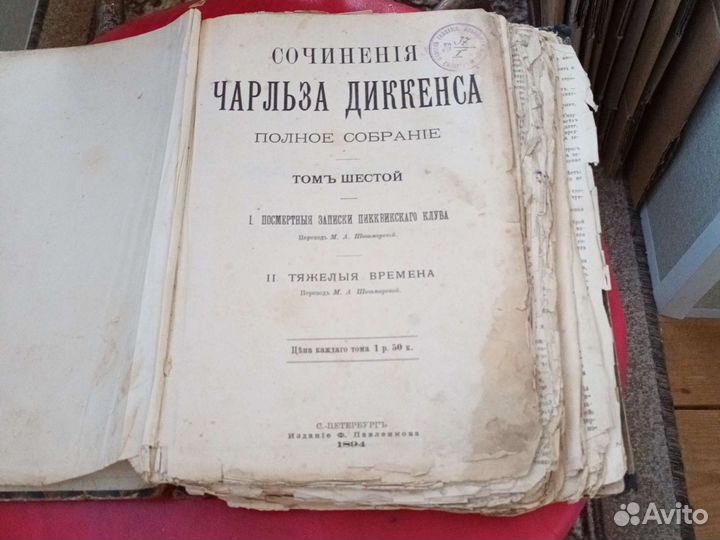 СОЧИНЕНІЯ
ЧАРЛЬЗА ДИККЕНСА
ПОЛНОЕ СОБРАНІЕ
ТОМЪ ШЕСТОЙ
I. ПОСМЕРТНЫЯ ЗАПИСКИ ПИККВИКСКАГО КЛУБА
Переводъ М. А. Шишмаревой.
II. ТЯЖЕЛЫЯ ВРЕМЕНА
Переводъ М. А. Шишмаревой.
Цѣна каждаго тома 1 р. 50 к.
С.-ПЕТЕРБУРГЪ
Изданіе Ф. Павленкова
1894
Avito